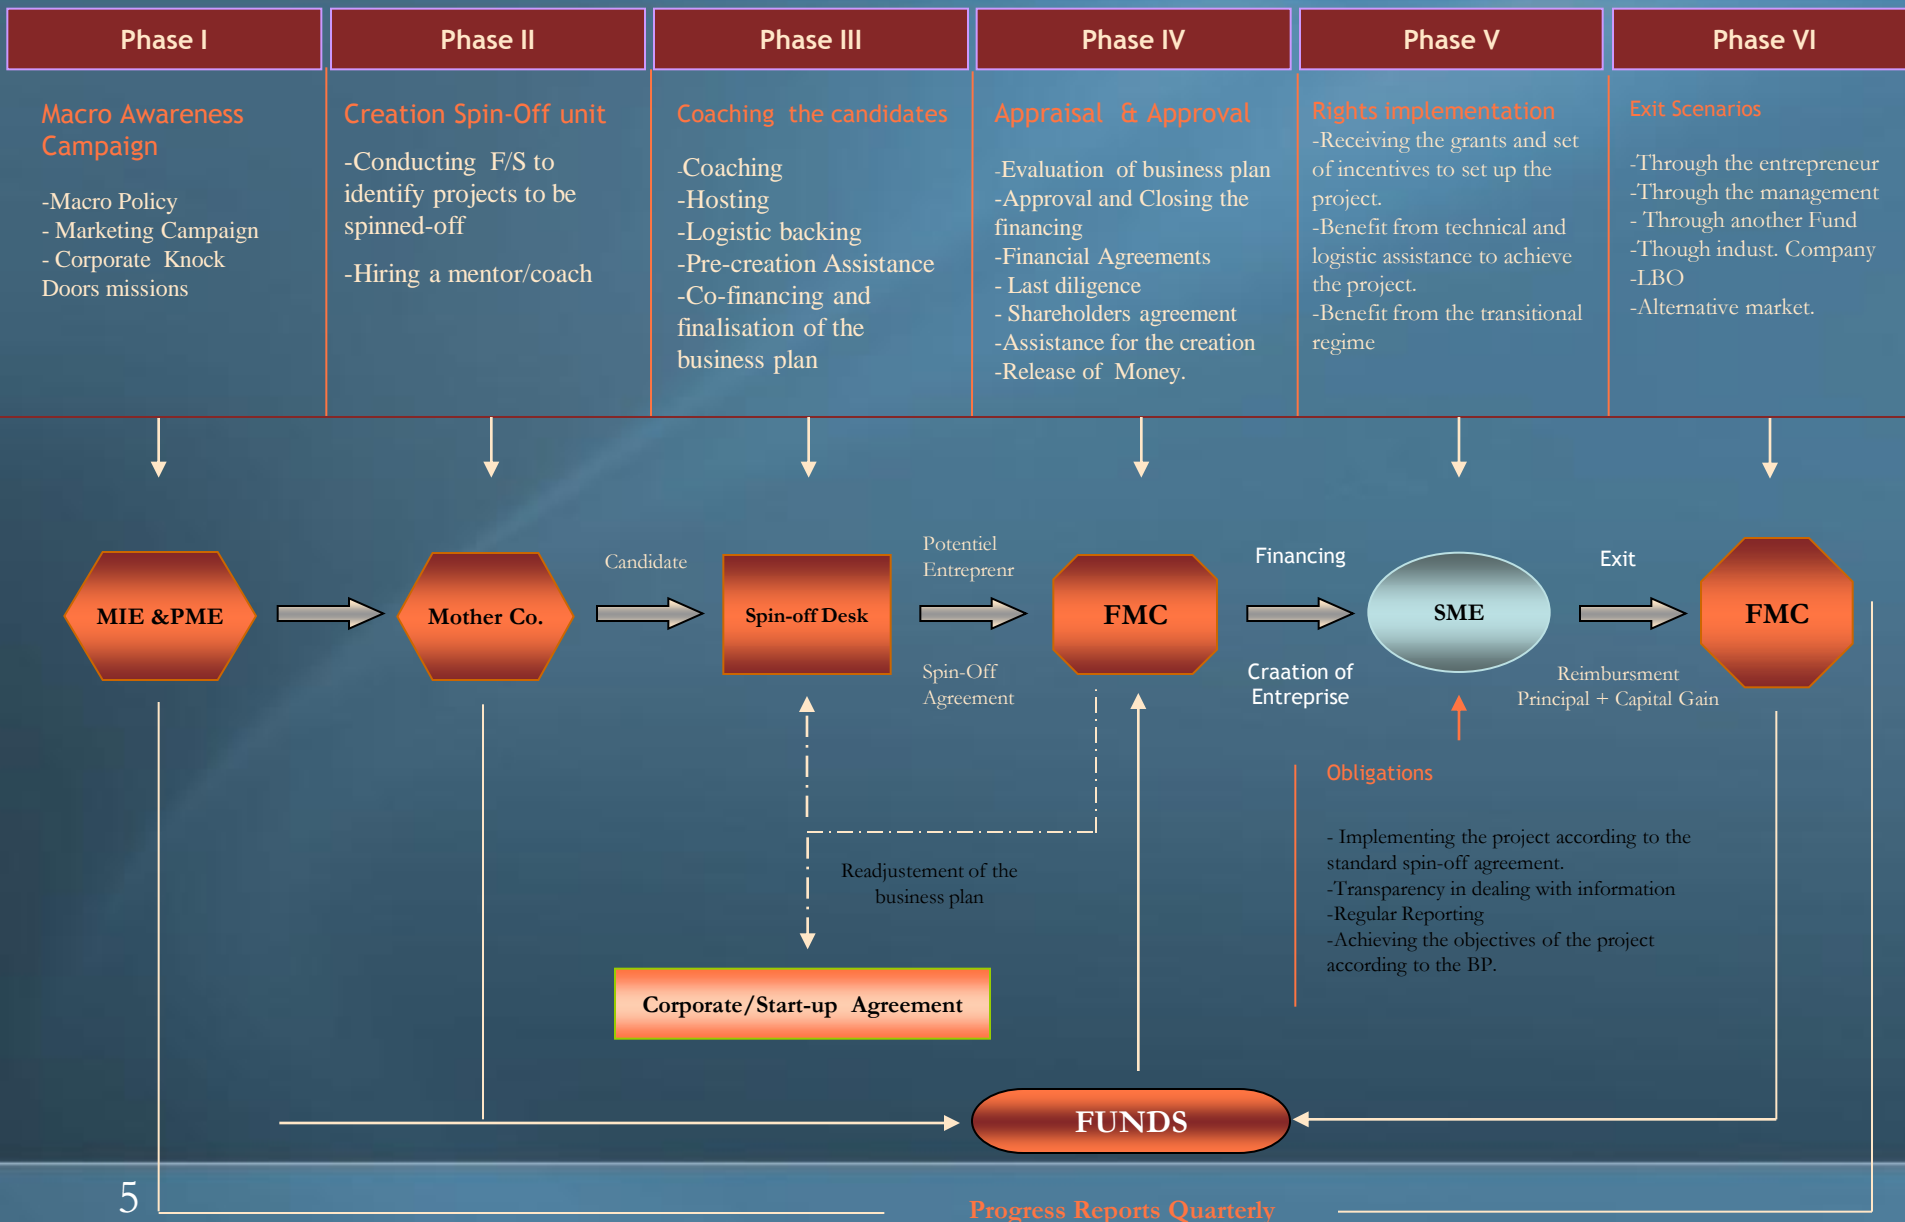 Phase I
Phase II
Phase III
Phase IV
Phase V
Phase VI
Macro Awareness
Campaign
-Macro Policy
- Marketing Campaign
- Corporate Knock
Doors missions
Creation Spin-Off unit
-Conducting F/S to
identify projects to be
spinned-off
-Hiring a mentor/coach
Coaching the candidates
-Coaching
-Hosting
-Logistic backing
-Pre-creation Assistance
-Co-financing and
finalisation of the
business plan
Appraisal & Approval
-Evaluation of business plan
-Approval and Closing the
financing
-Financial Agreements
- Last diligence
- Shareholders agreement
-Assistance for the creation
-Release of Money.
Rights implementation
-Receiving the grants and set
of incentives to set up the
project.
-Benefit from technical and
logistic assistance to achieve
the project.
-Benefit from the transitional
regime
Exit Scenarios
-Through the entrepreneur
-Through the management
- Through another Fund
-Though indust. Company
-LBO
-Alternative market.
MIE &PME
Mother Co.
Candidate
Spin-off Desk
Potentiel
Entreprenr
Spin-Off
Agreement
FMC
Financing
Craation of
Entreprise
SME
Exit
Reimbursment
Principal + Capital Gain
FMC
Obligations
- Implementing the project according to the
standard spin-off agreement.
-Transparency in dealing with information
-Regular Reporting
-Achieving the objectives of the project
according to the BP.
Readjustement of the
business plan
Corporate/Start-up Agreement
FUNDS
5
Progress Reports Quarterly